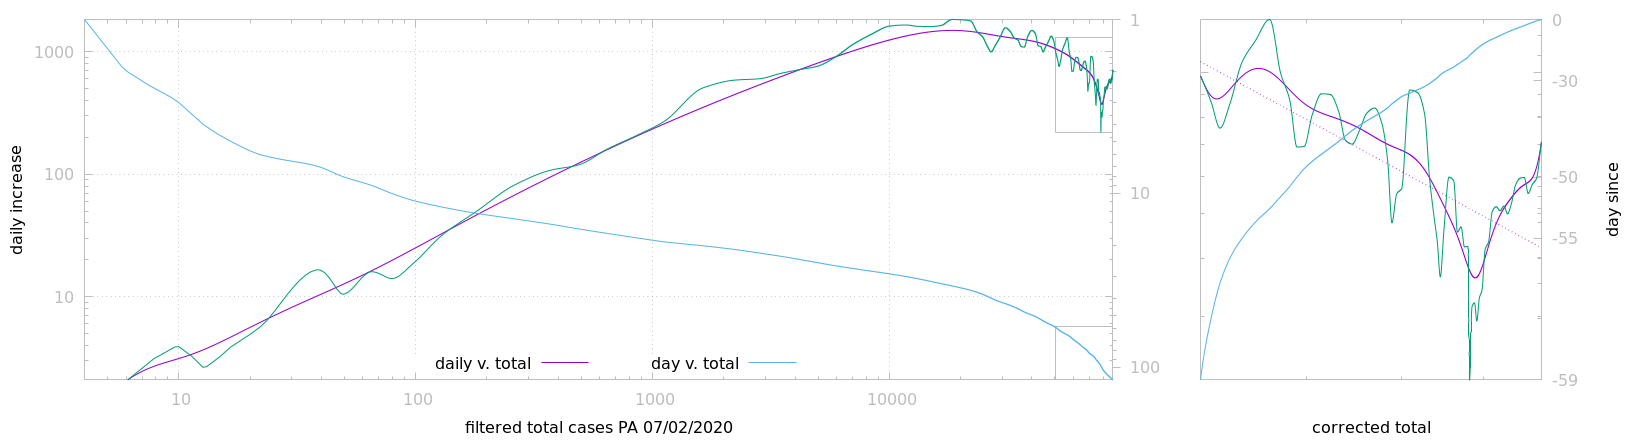 1000
100
10
daily increase
10
100
1000
10000
filtered total cases PA 07/02/2020
daily v. total
day v. total
1
10
100
0
-30
-50
-55
-59
day since
corrected total